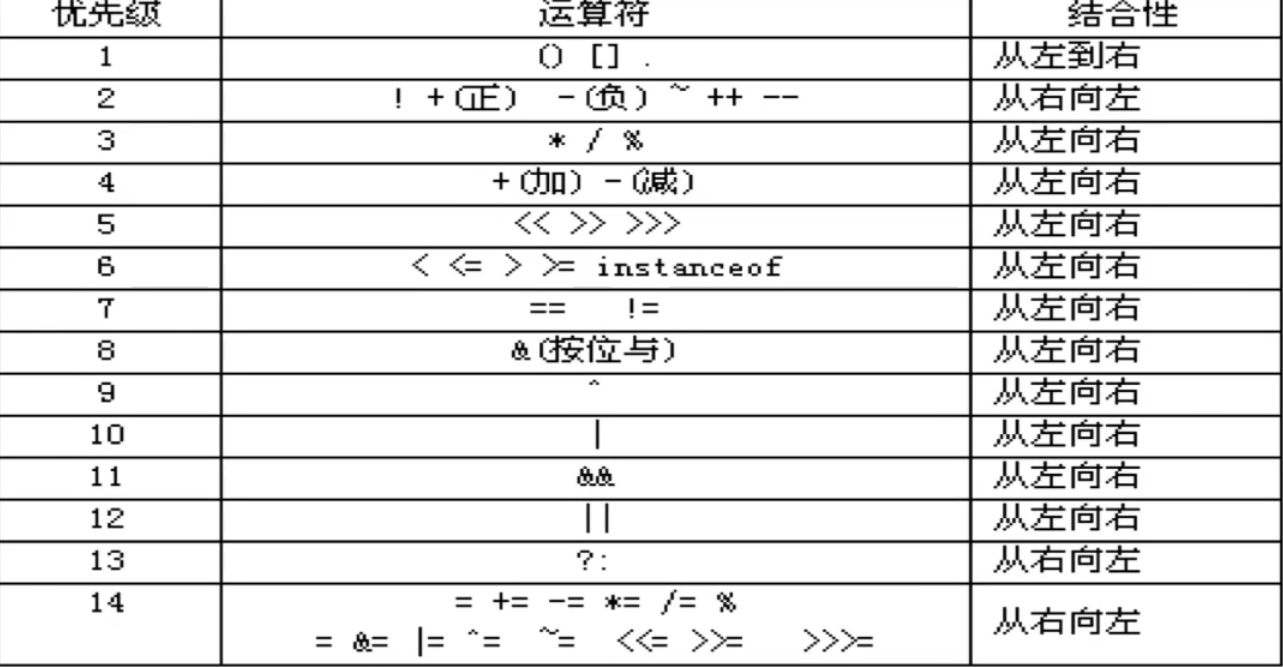 优先级 运算符 结合性
1 () [] . 从左到右
2 ! +(正) -(负) ~ ++ -- 从右向左
3 * / % 从左向右
4 +(加) -(减) 从左向右
5 << >> >>> 从左向右
6 < <= > >= instanceof 从左向右
7 == != 从左向右
8 &(按位与) 从左向右
9 ^ 从左向右
10 | 从左向右
11 && 从左向右
12 || 从左向右
13 ?: 从右向左
14 = += -= *= /= % 从右向左
= &= |= ^= ~= <<= >>= >>>=